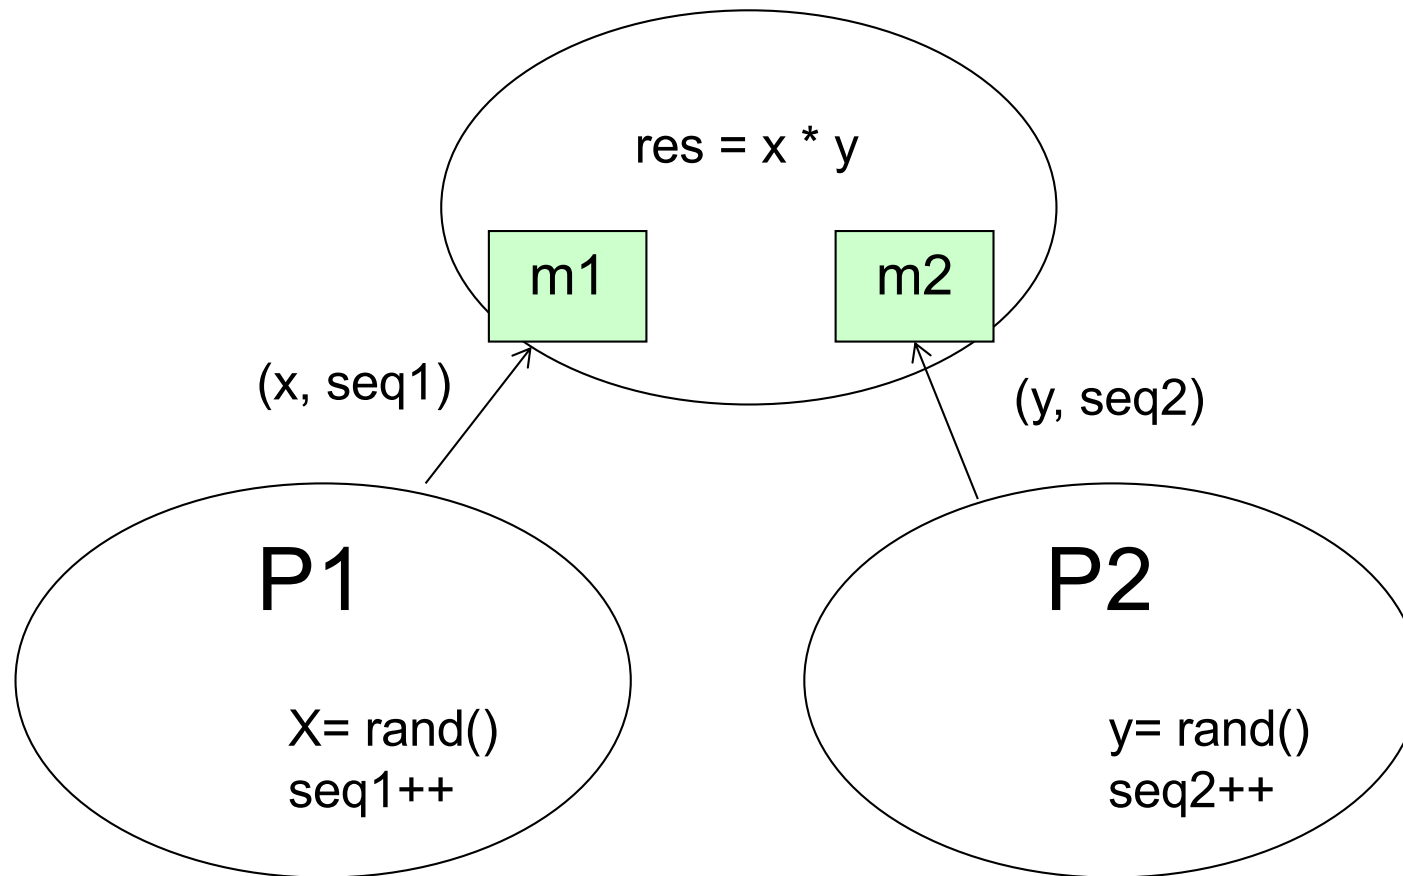 res = x * y
m1
m2
(x, seq1)
(y, seq2)
P1
P2
X= rand()
seq1++
y= rand()
seq2++